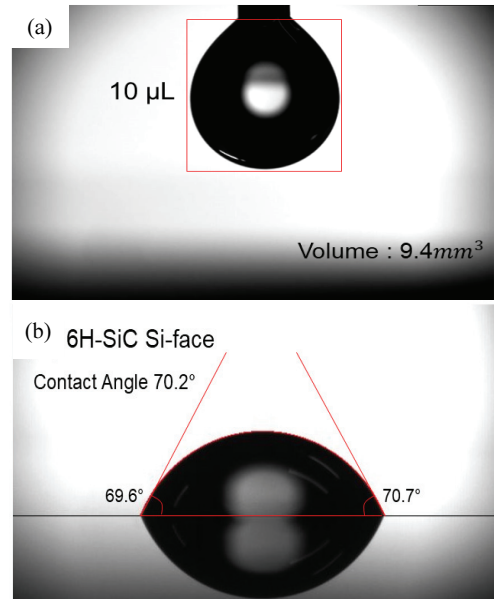 (a)
10 µL
Volume : 9.4mm³
(b) 6H-SiC Si-face
Contact Angle 70.2°
69.6°
70.7°